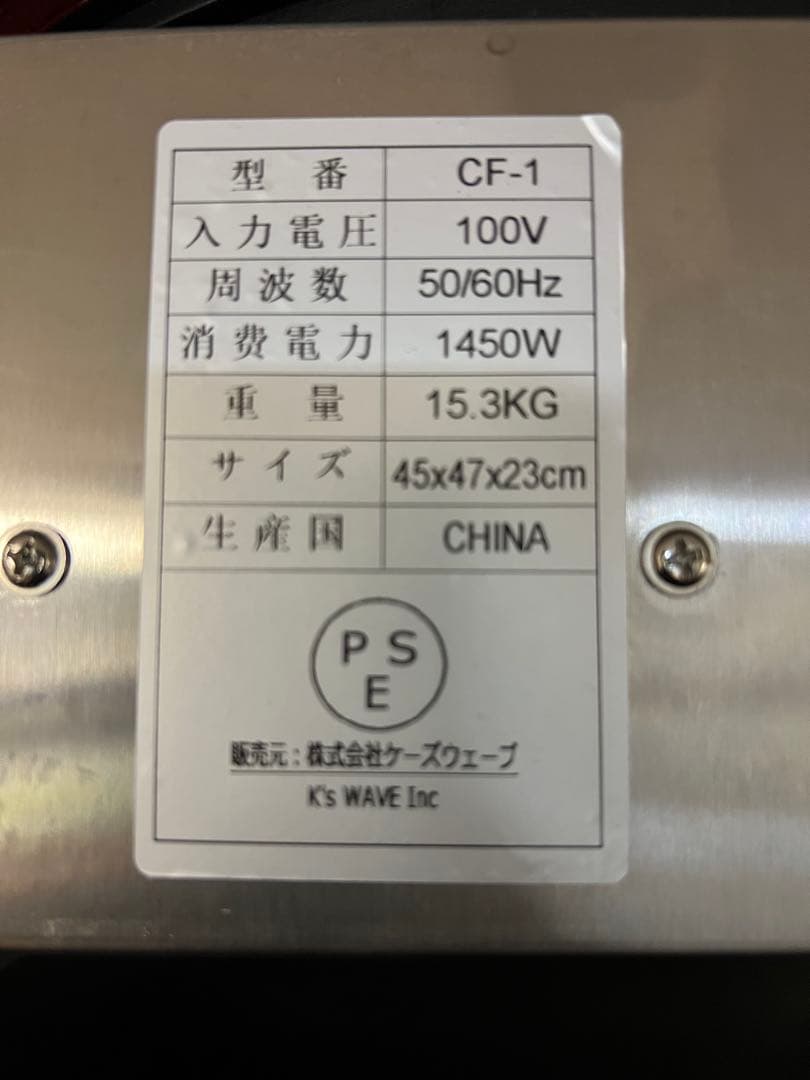 型番 CF-1
入力電圧 100V
周波数 50/60Hz
消費電力 1450W
重量 15.3KG
サイズ 45x47x23cm
生産国 CHINA
P S
E
販売元：株式会社ケーズウェーブ
K's WAVE Inc